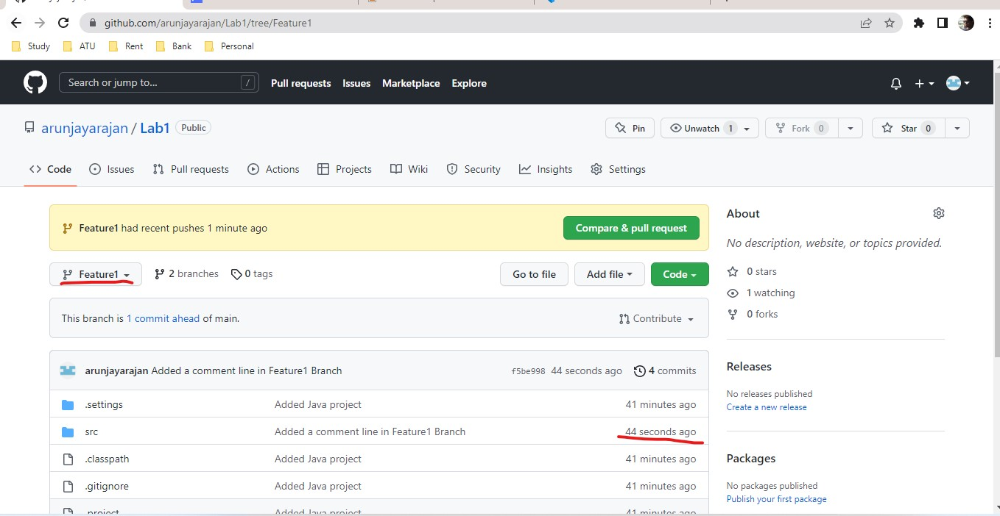 github.com/arunjayarajan/Lab1/tree/Feature1
Study ATU Rent Bank Personal
Search or jump to... / Pull requests Issues Marketplace Explore
arunjayarajan / Lab1 Public Pin Unwatch 1 Fork 0 Star 0
Code Issues Pull requests Actions Projects Wiki Security Insights Settings
Feature1 had recent pushes 1 minute ago Compare & pull request
Feature1 2 branches 0 tags Go to file Add file Code
This branch is 1 commit ahead of main. Contribute
arunjayarajan Added a comment line in Feature1 Branch f5be998 44 seconds ago 4 commits
.settings Added Java project 41 minutes ago
src Added a comment line in Feature1 Branch 44 seconds ago
.classpath Added Java project 41 minutes ago
.gitignore Added Java project 41 minutes ago
.project Added Java project 41 minutes ago
About
No description, website, or topics provided.
0 stars
1 watching
0 forks
Releases
No releases published
Create a new release
Packages
No packages published
Publish your first package